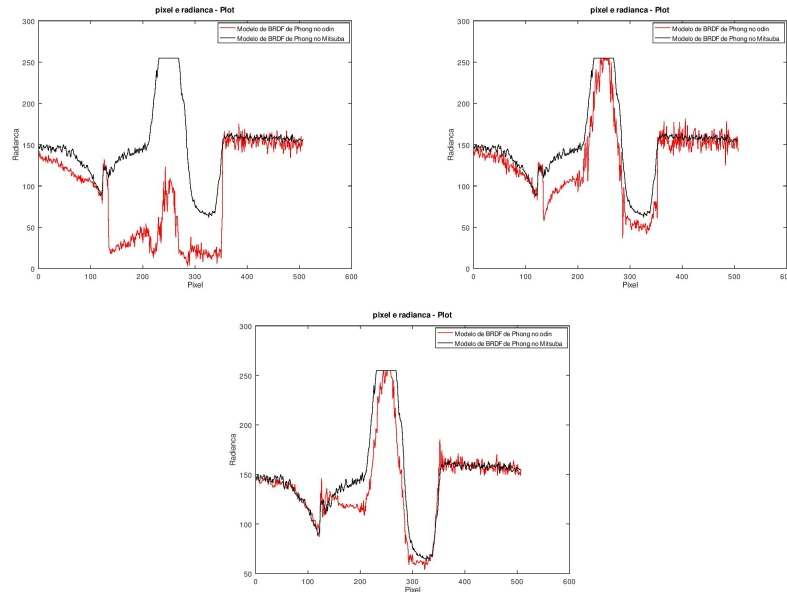 pixel e radianca - Plot
Modelo de BRDF de Phong no odin
Modelo de BRDF de Phong no Mitsuba
300
250
200
150
100
50
0
Radianca
0 100 200 300 400 500 600
Pixel
pixel e radianca - Plot
Modelo de BRDF de Phong no odin
Modelo de BRDF de Phong no Mitsuba
300
250
200
150
100
50
0
Radianca
0 100 200 300 400 500 600
Pixel
pixel e radianca - Plot
Modelo de BRDF de Phong no odin
Modelo de BRDF de Phong no Mitsuba
300
250
200
150
100
50
Radianca
0 100 200 300 400 500 600
Pixel